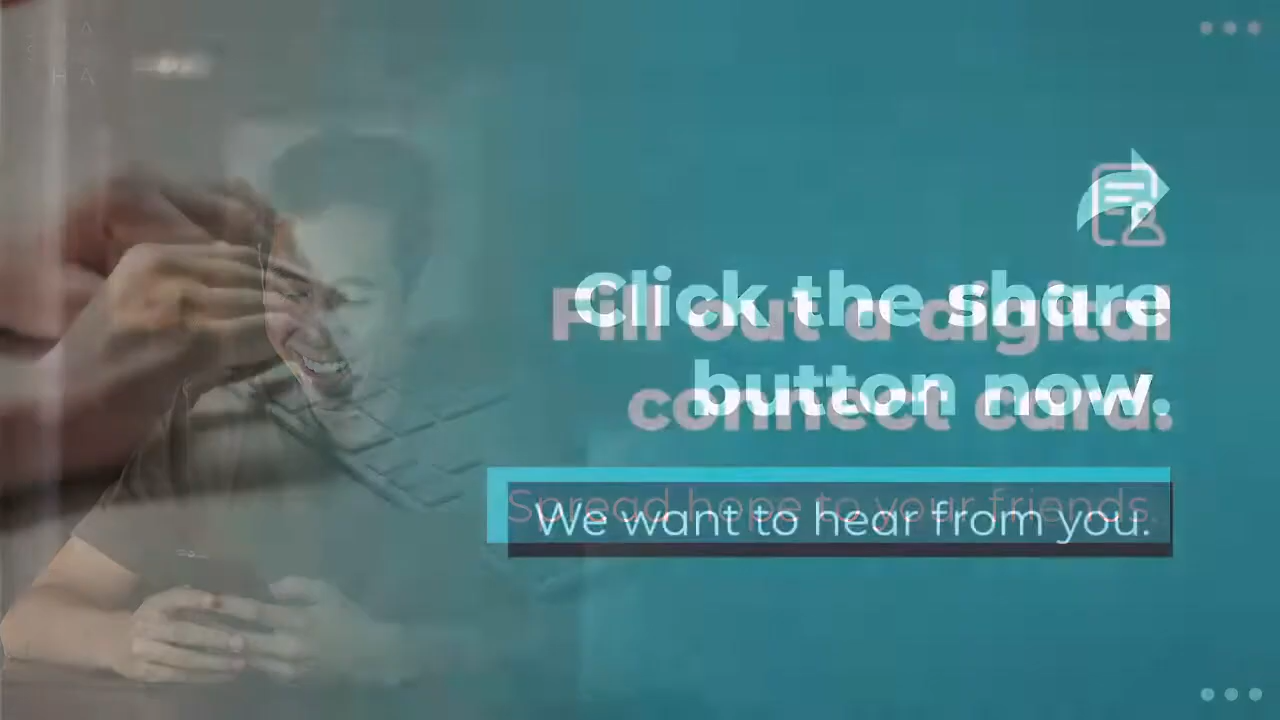 Click the share
button now.
Spread hope to your friends.
Fill out a digital
connect card.
We want to hear from you.